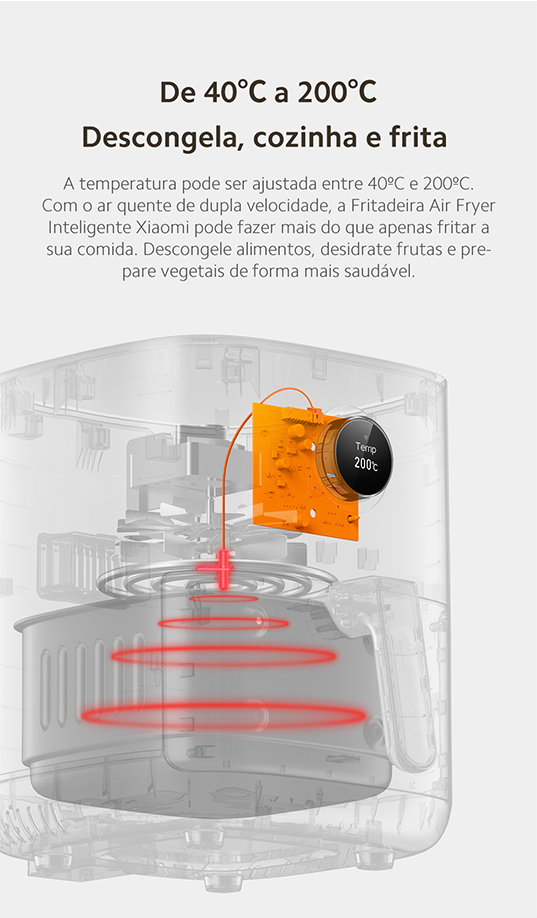 De 40℃ a 200℃
Descongela, cozinha e frita
A temperatura pode ser ajustada entre 40ºC e 200ºC.
Com o ar quente de dupla velocidade, a Fritadeira Air Fryer
Inteligente Xiaomi pode fazer mais do que apenas fritar a
sua comida. Descongele alimentos, desidrate frutas e pre-
pare vegetais de forma mais saudável.
Temp
200℃